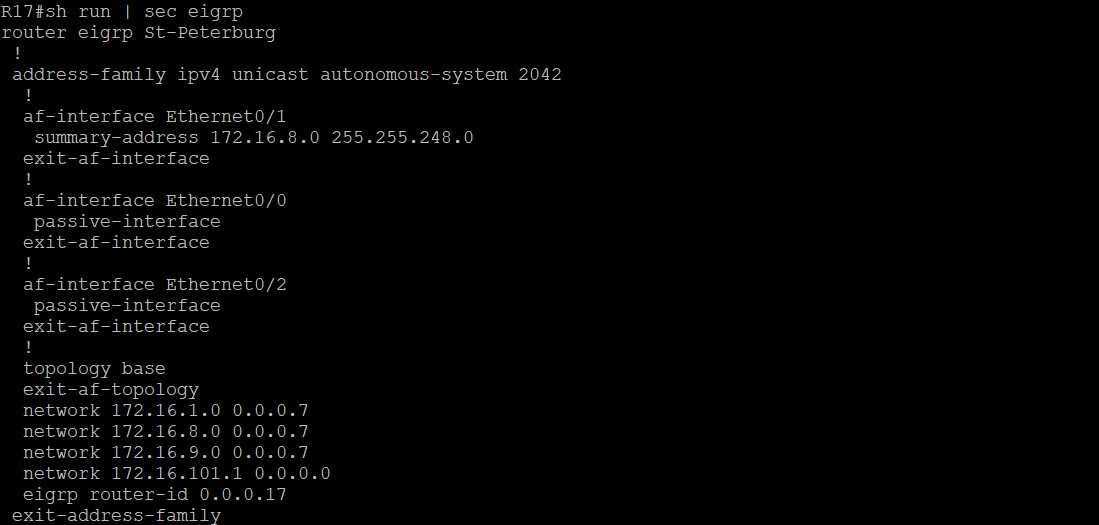 R17#sh run | sec eigrp
router eigrp St-Peterburg
!
address-family ipv4 unicast autonomous-system 2042
!
af-interface Ethernet0/1
summary-address 172.16.8.0 255.255.248.0
exit-af-interface
!
af-interface Ethernet0/0
passive-interface
exit-af-interface
!
af-interface Ethernet0/2
passive-interface
exit-af-interface
!
topology base
exit-af-topology
network 172.16.1.0 0.0.0.7
network 172.16.8.0 0.0.0.7
network 172.16.9.0 0.0.0.7
network 172.16.101.1 0.0.0.0
eigrp router-id 0.0.0.17
exit-address-family